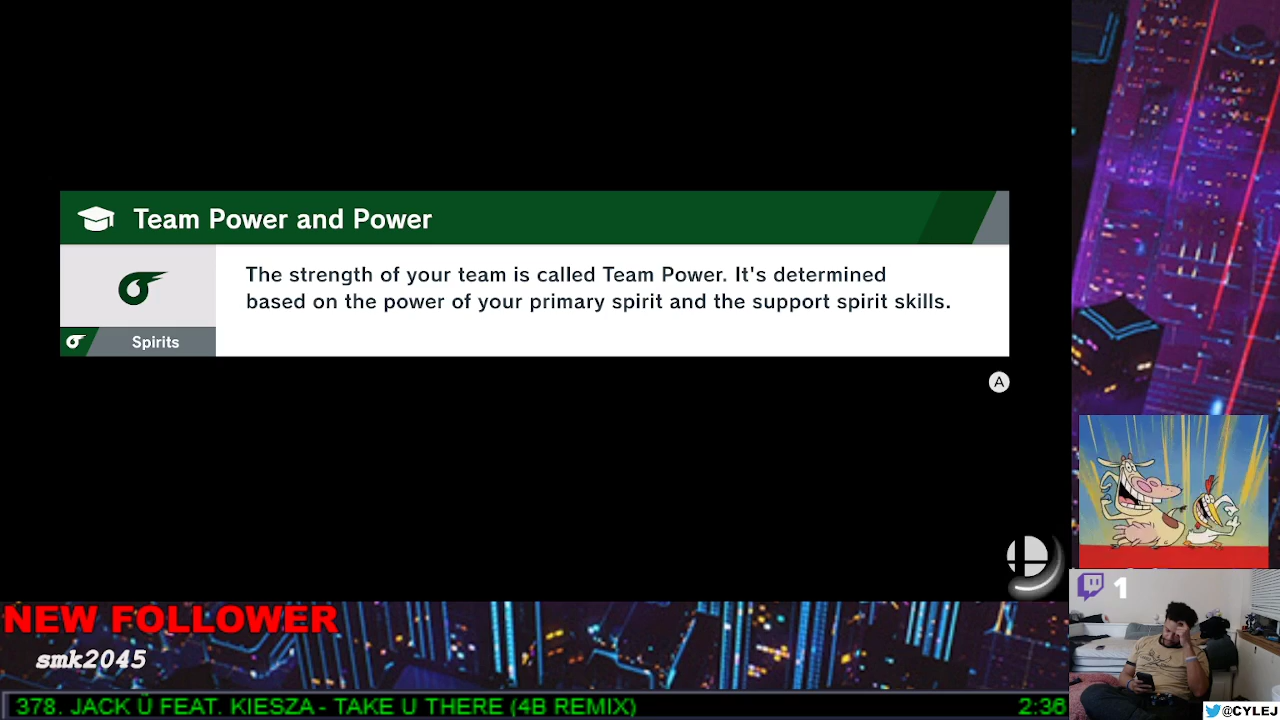 Team Power and Power
The strength of your team is called Team Power. It's determined
based on the power of your primary spirit and the support spirit skills.
Spirits
A
NEW FOLLOWER
smk2045
1
378. JACK Ü FEAT. KIESZA - TAKE U THERE (4B REMIX)
2:36
@CYLEJ